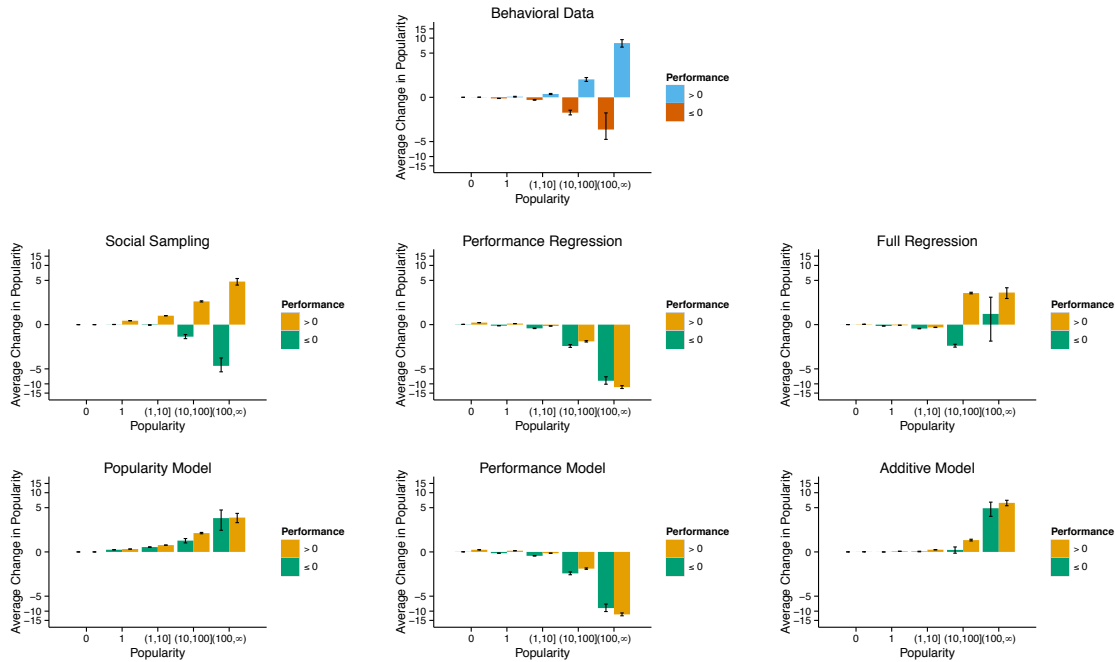 Behavioral Data
Average Change in Popularity
15
10
5
0
−5
−10
−15
0 1 (1,10] (10,100] (100,∞)
Popularity
Performance
> 0
≤ 0
Social Sampling
Average Change in Popularity
15
10
5
0
−5
−10
−15
0 1 (1,10] (10,100] (100,∞)
Popularity
Performance
> 0
≤ 0
Performance Regression
Average Change in Popularity
15
10
5
0
−5
−10
−15
0 1 (1,10] (10,100] (100,∞)
Popularity
Performance
> 0
≤ 0
Full Regression
Average Change in Popularity
15
10
5
0
−5
−10
−15
0 1 (1,10] (10,100] (100,∞)
Popularity
Performance
> 0
≤ 0
Popularity Model
Average Change in Popularity
15
10
5
0
−5
−10
−15
0 1 (1,10] (10,100] (100,∞)
Popularity
Performance
> 0
≤ 0
Performance Model
Average Change in Popularity
15
10
5
0
−5
−10
−15
0 1 (1,10] (10,100] (100,∞)
Popularity
Performance
> 0
≤ 0
Additive Model
Average Change in Popularity
15
10
5
0
−5
−10
−15
0 1 (1,10] (10,100] (100,∞)
Popularity
Performance
> 0
≤ 0